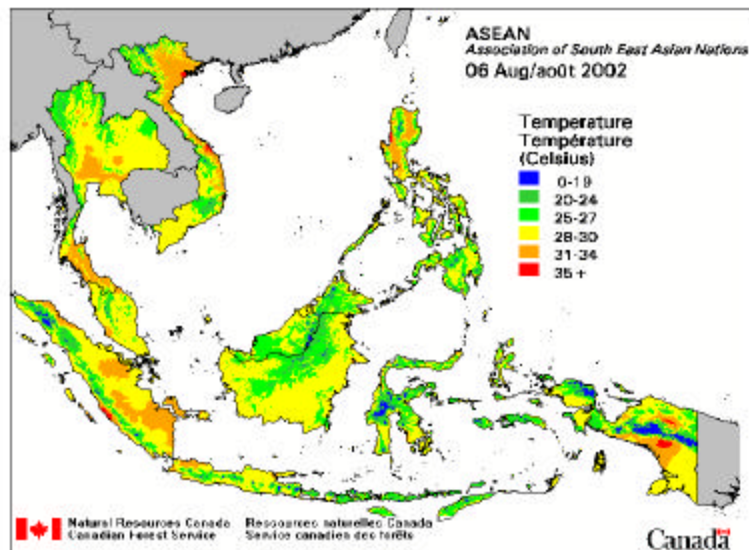 ASEAN
Association of South East Asian Nations
06 Aug/août 2002
Temperature
Température
(Celsius)
0-19
20-24
25-27
28-30
31-34
35+
Natural Resources Canada
Canadian Forest Service
Ressources naturelles Canada
Service canadien des forêts
Canada